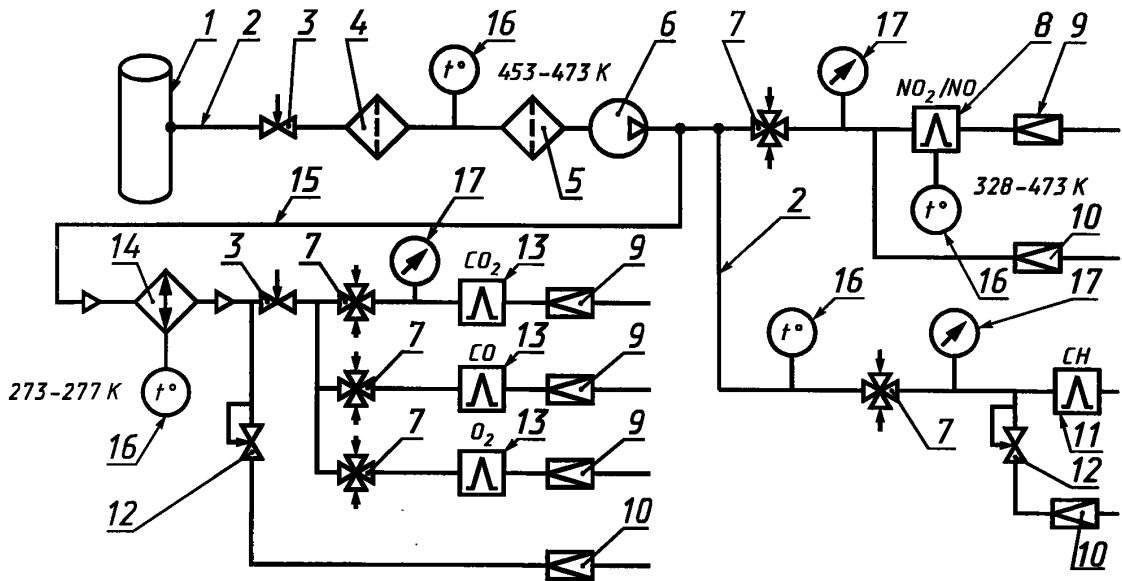 1 2 3 4 16 6 7 17 8 9
t° 453-473 K NO₂/NO
5
15 17 2 t° 328-473 K
14 3 7 CO₂ 13 9 16 10
16 17
7 CO 13 9 t° CH
273-277 K t°
16 7 O₂ 13 9 7 11
12 12
10 10